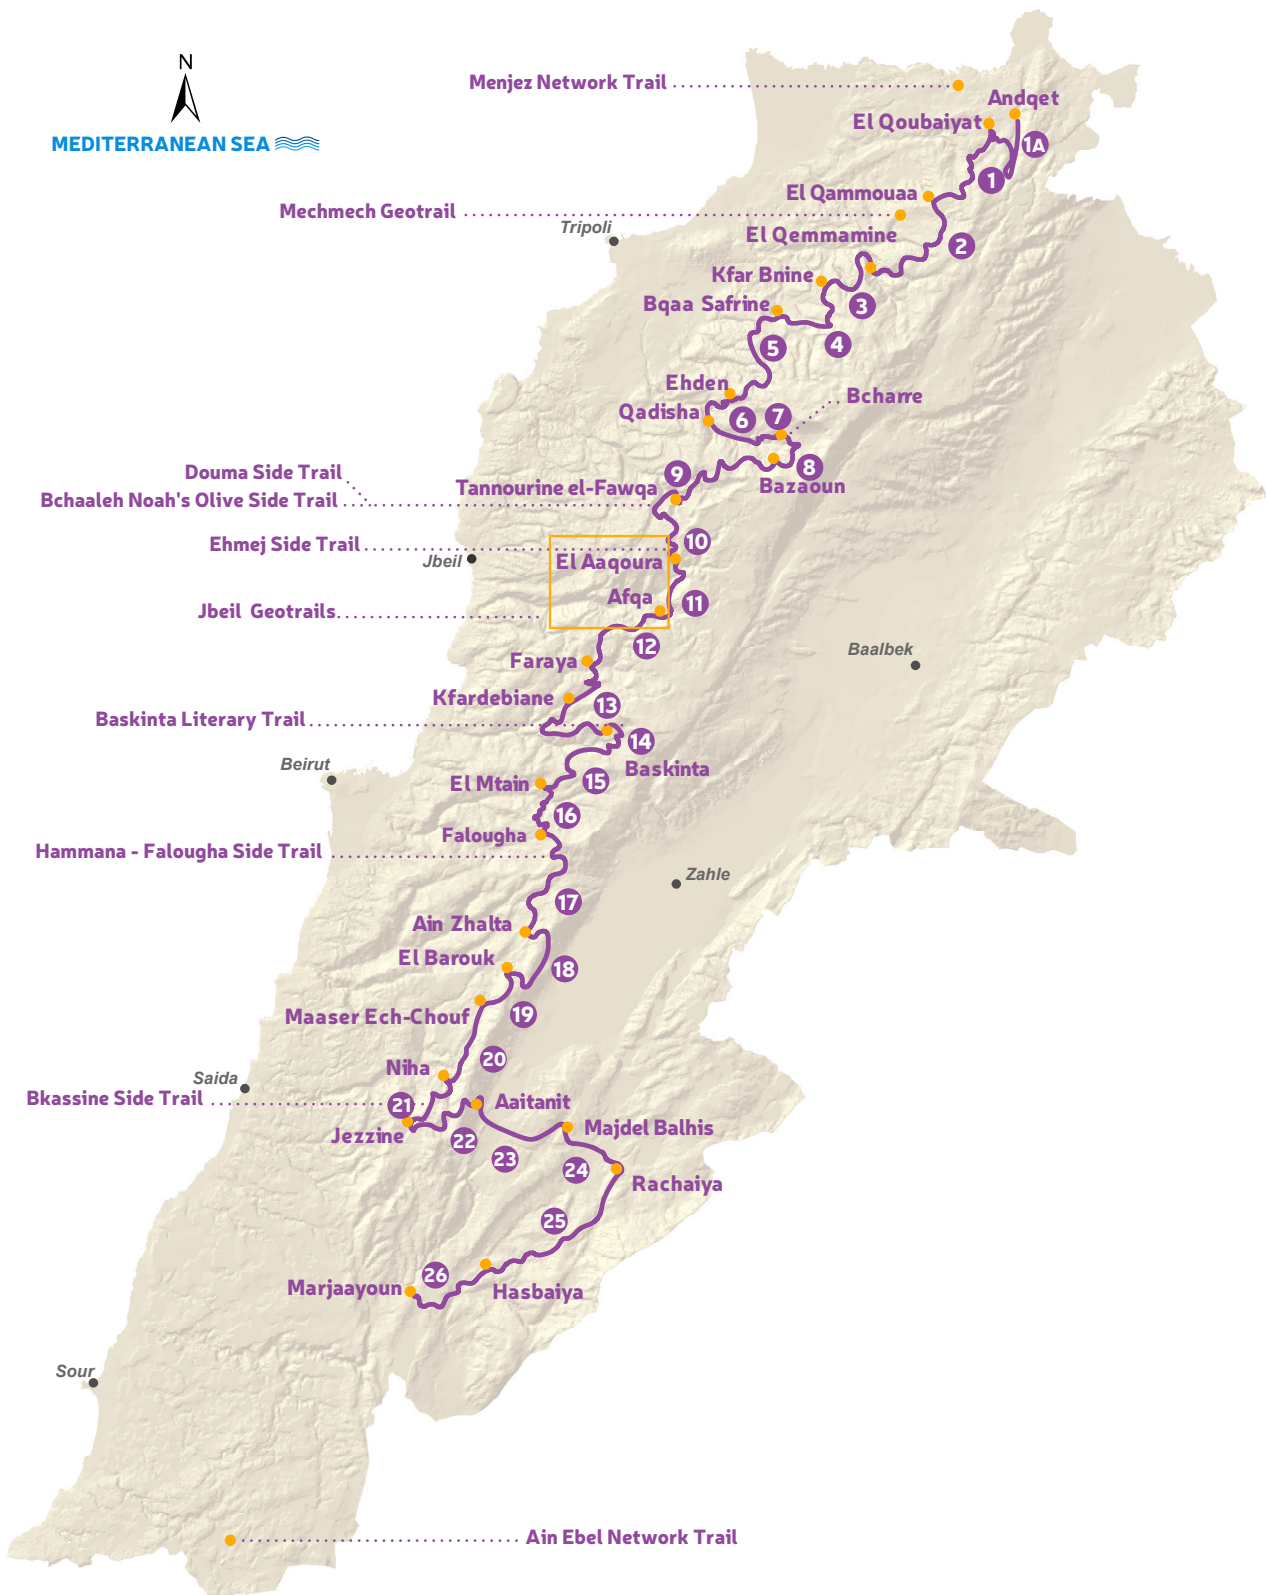 N
MEDITERRANEAN SEA
Menjez Network Trail
Andqet
El Qoubaiyat
1A
1
El Qammouaa
Mechmech Geotrail
Tripoli
El Qemmamine
2
Kfar Bnine
3
Bqaa Safrine
4
5
Ehden
Bcharre
Qadisha
6
7
8
Bazaoun
Douma Side Trail
9
Tannourine el-Fawqa
Bchaaleh Noah's Olive Side Trail
Ehmej Side Trail
10
Jbeil
El Aaqoura
Afqa
11
Jbeil Geotrails
12
Baalbek
Faraya
Kfardebiane
13
Baskinta Literary Trail
14
Baskinta
Beirut
El Mtain
15
16
Falougha
Hammana - Falougha Side Trail
Zahle
17
Ain Zhalta
El Barouk
18
Maaser Ech-Chouf
19
20
Niha
Saida
Bkassine Side Trail
21
Aaitanit
Jezzine
22
Majdel Balhis
23
24
Rachaiya
25
26
Marjaayoun
Hasbaiya
Sour
Ain Ebel Network Trail